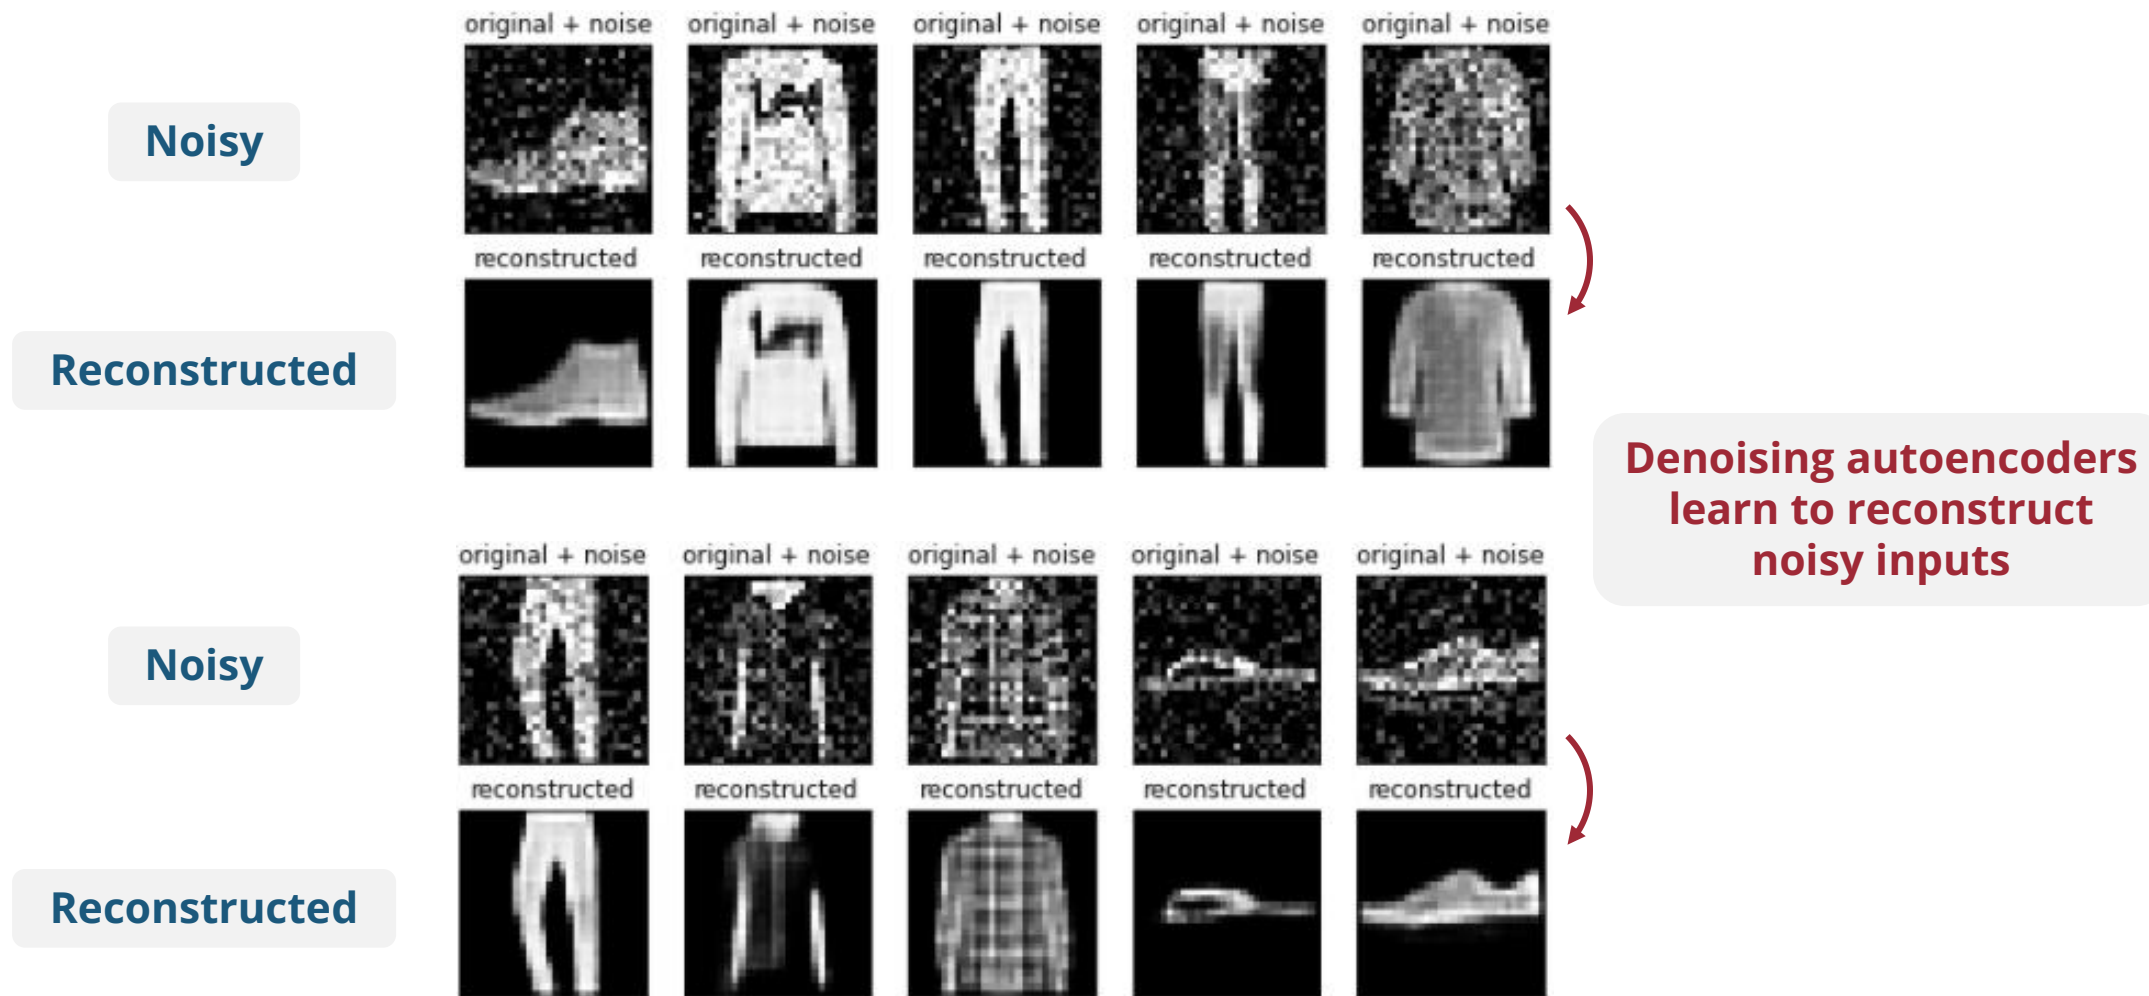 original + noise original + noise original + noise original + noise original + noise
Noisy
reconstructed reconstructed reconstructed reconstructed reconstructed
Reconstructed
Denoising autoencoders
learn to reconstruct
noisy inputs
original + noise original + noise original + noise original + noise original + noise
Noisy
reconstructed reconstructed reconstructed reconstructed reconstructed
Reconstructed